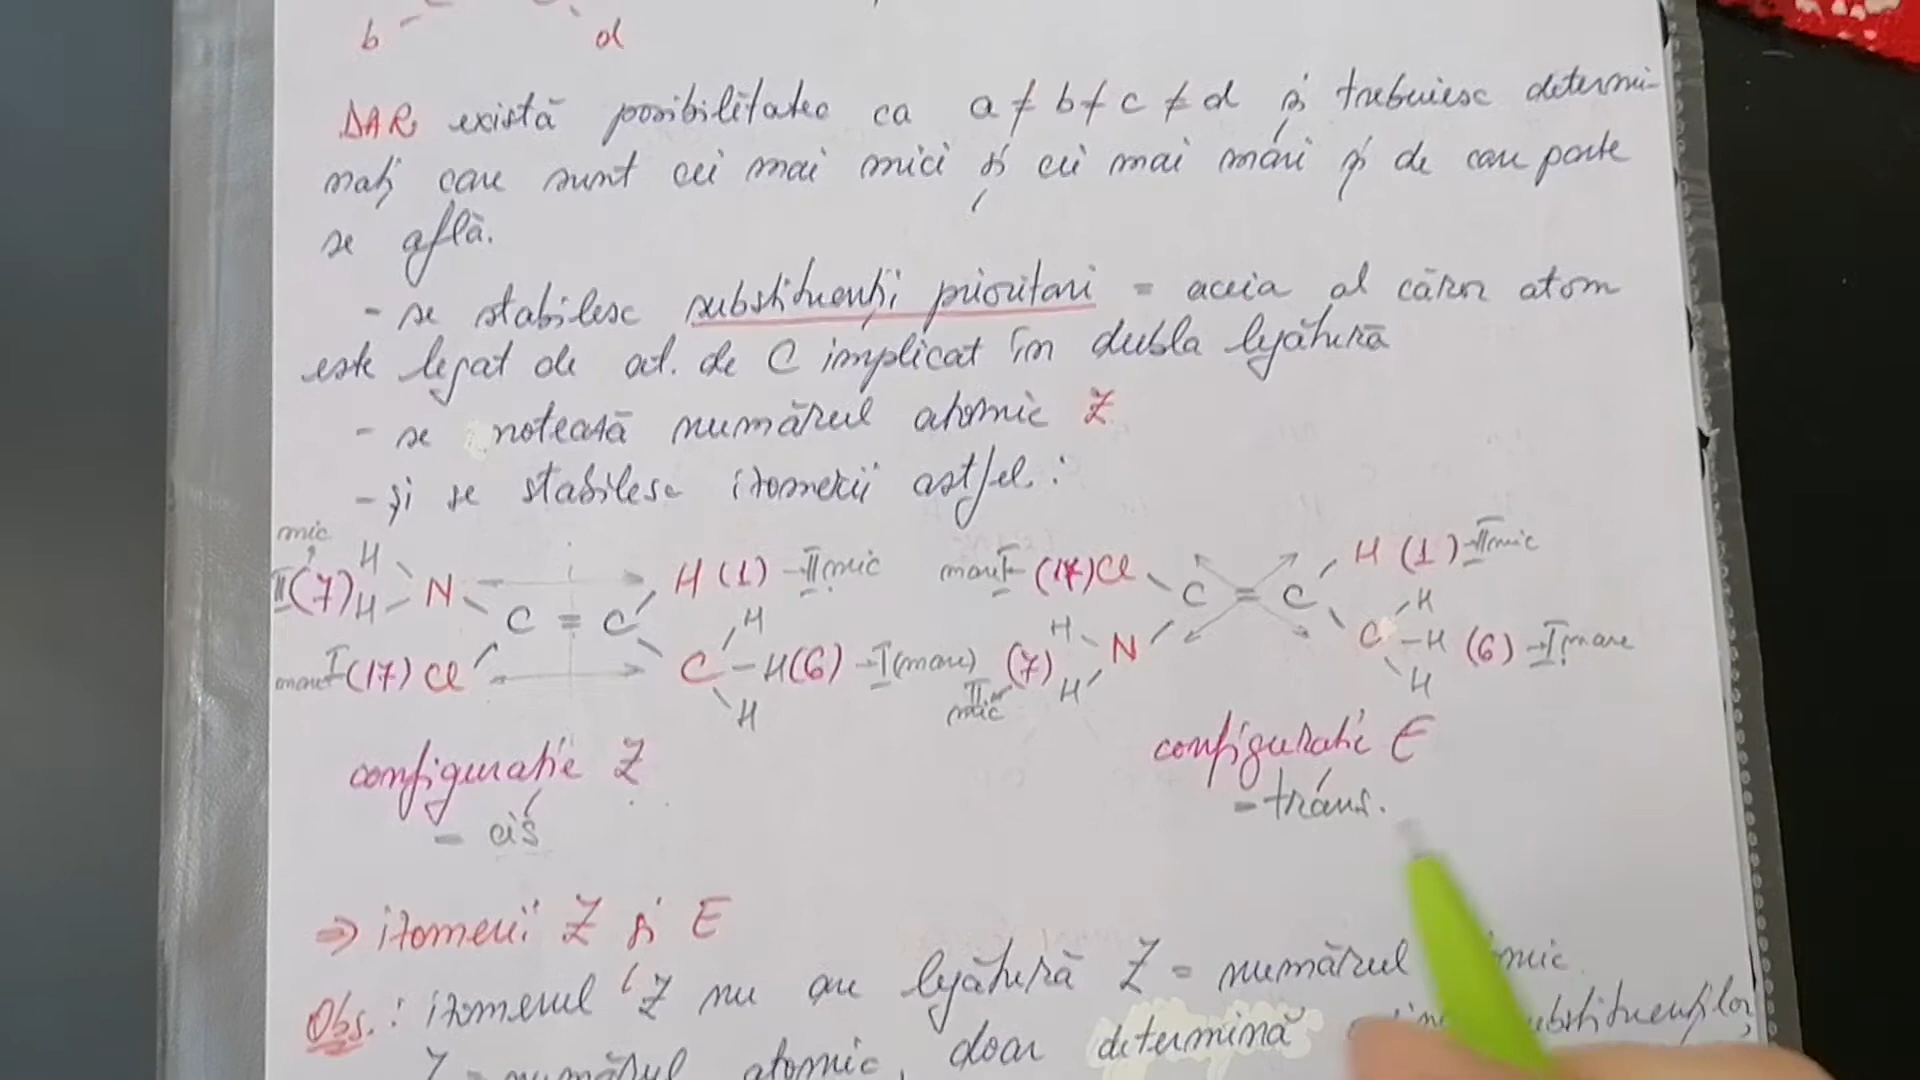 b d
DAR există posibilitatea ca a ≠ b ≠ c ≠ d și trebuiesc determi-
nați care sunt cei mai mici și cei mai mari și de care parte
se află.
- se stabilesc substituenți prioritari = aceia al căror atom
este legat de at. de C implicat în dubla legătură
- se notează numărul atomic Z
- și se stabilesc izomerii astfel:
mic
II (7) H H N C = C H (1) - II mic
mare I (17) Cl C H H H (6) - I (mare)
mare I (17) Cl C = C H (1) - II mic
II mic (7) H H N C H H H (6) - I mare
configurație Z
- cis
configurație E
- trans.
⇒ izomerii Z și E
Obs.: izomerul Z nu are legătură Z = numărul
Z = numărul atomic, doar determină substituenților